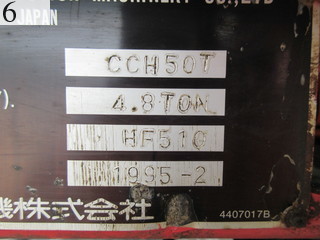 6
MACHINERY CO.,LTD
JAPAN
CCH50T
4.8TON
).
HF510
1995-2
機株式会社
4407017B